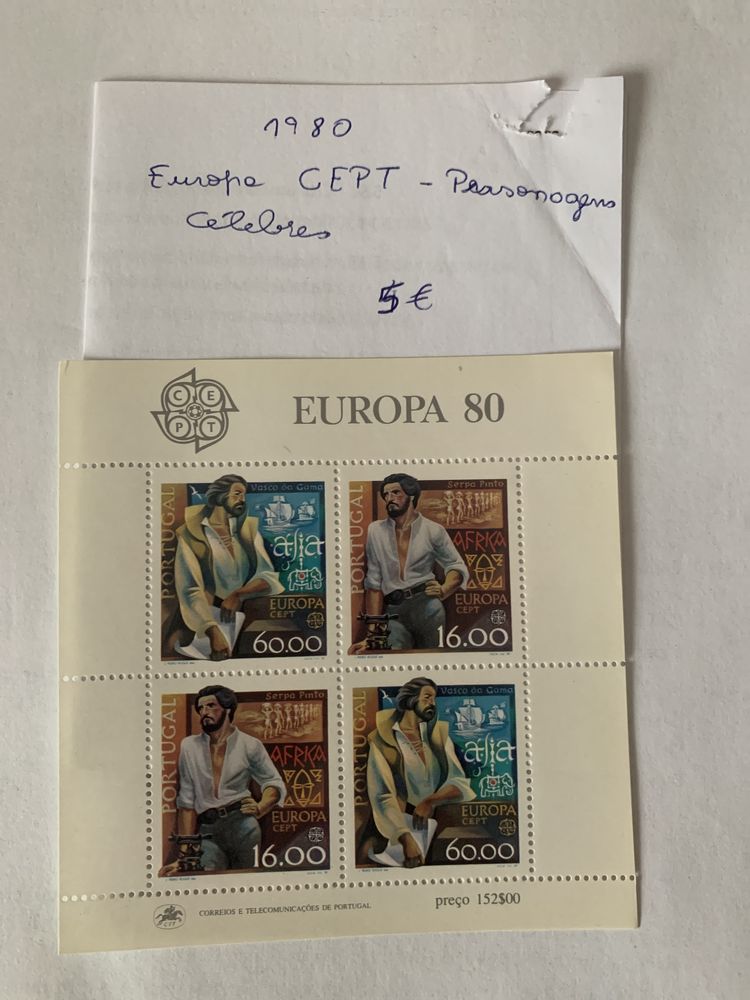 1980
Europa CEPT - Personagens
Celebres
5€
C E P T
EUROPA 80
PORTUGAL
Vasco da Gama
aſia
EUROPA
CEPT
60.00
PORTUGAL
Serpa Pinto
AFRICA
EUROPA
CEPT
16.00
PORTUGAL
Serpa Pinto
AFRICA
EUROPA
CEPT
16.00
PORTUGAL
Vasco da Gama
aſia
EUROPA
CEPT
60.00
CTT
CORREIOS E TELECOMUNICAÇÕES DE PORTUGAL
preço 152$00